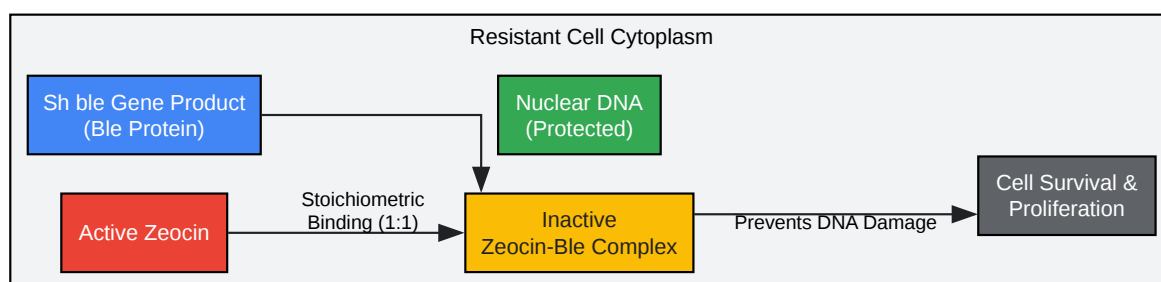 Resistant Cell Cytoplasm
Sh ble Gene Product
(Ble Protein)
Nuclear DNA
(Protected)
Active Zeocin
Stoichiometric
Binding (1:1)
Inactive
Zeocin-Ble Complex
Prevents DNA Damage
Cell Survival &
Proliferation